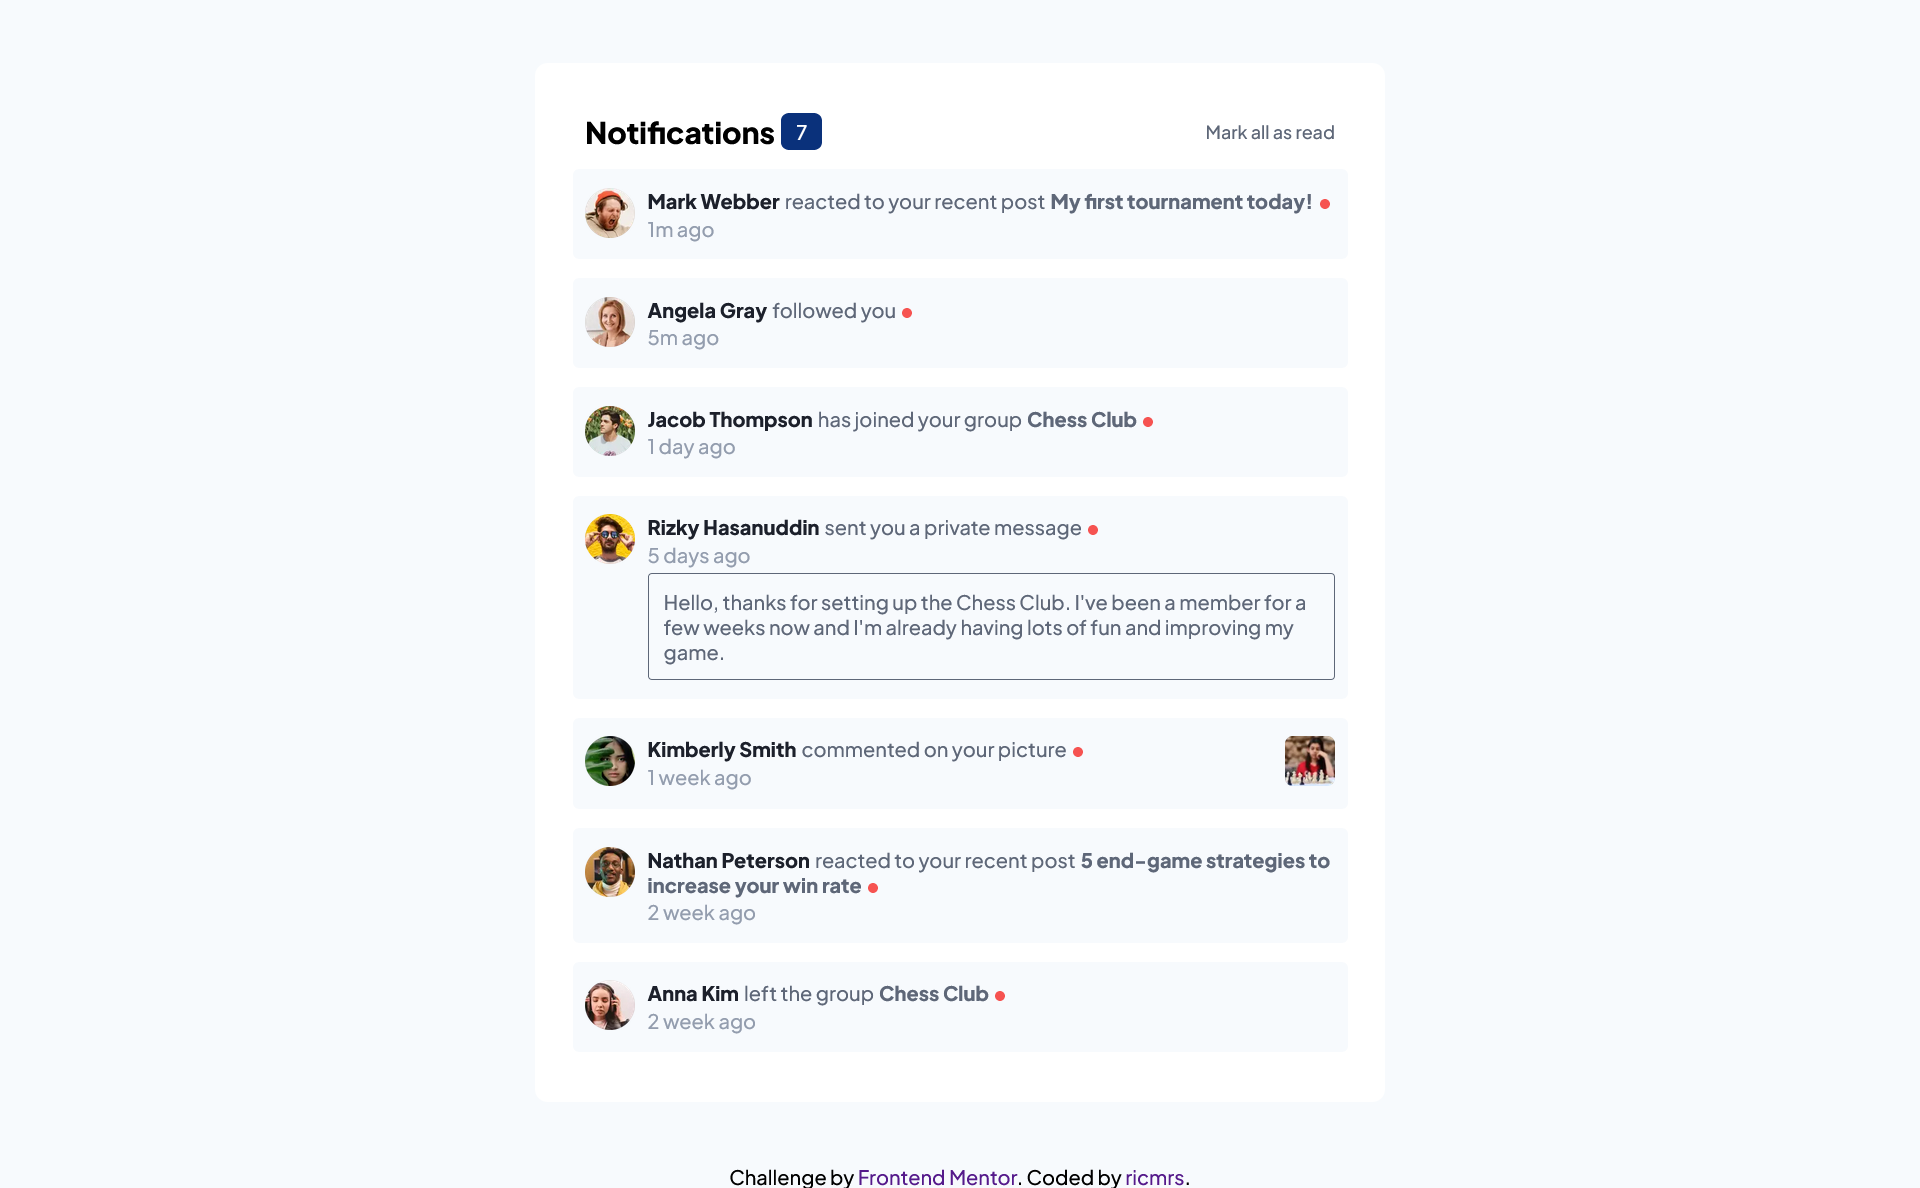 Notifications 7
Mark all as read
Mark Webber reacted to your recent post My first tournament today!
1m ago
Angela Gray followed you
5m ago
Jacob Thompson has joined your group Chess Club
1 day ago
Rizky Hasanuddin sent you a private message
5 days ago
Hello, thanks for setting up the Chess Club. I've been a member for a
few weeks now and I'm already having lots of fun and improving my
game.
Kimberly Smith commented on your picture
1 week ago
Nathan Peterson reacted to your recent post 5 end-game strategies to
increase your win rate
2 week ago
Anna Kim left the group Chess Club
2 week ago
Challenge by Frontend Mentor. Coded by ricmrs.